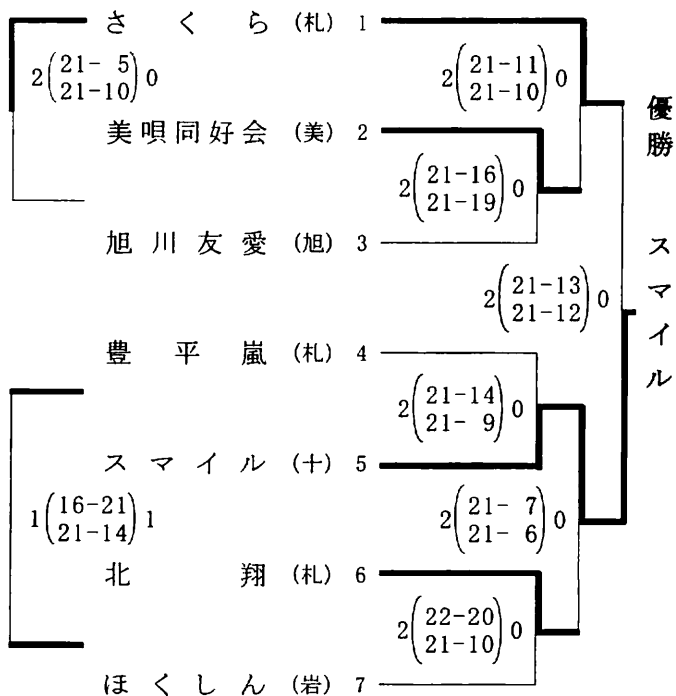 さくら (札) 1
2(21- 5 21-10)0
2(21-11 21-10)0
美唄同好会 (美) 2
2(21-16 21-19)0
旭川友愛 (旭) 3
2(21-13 21-12)0
豊平嵐 (札) 4
2(21-14 21- 9)0
スマイル (十) 5
1(16-21 21-14)1
2(21- 7 21- 6)0
北翔 (札) 6
2(22-20 21-10)0
ほくしん (岩) 7
優勝 スマイル